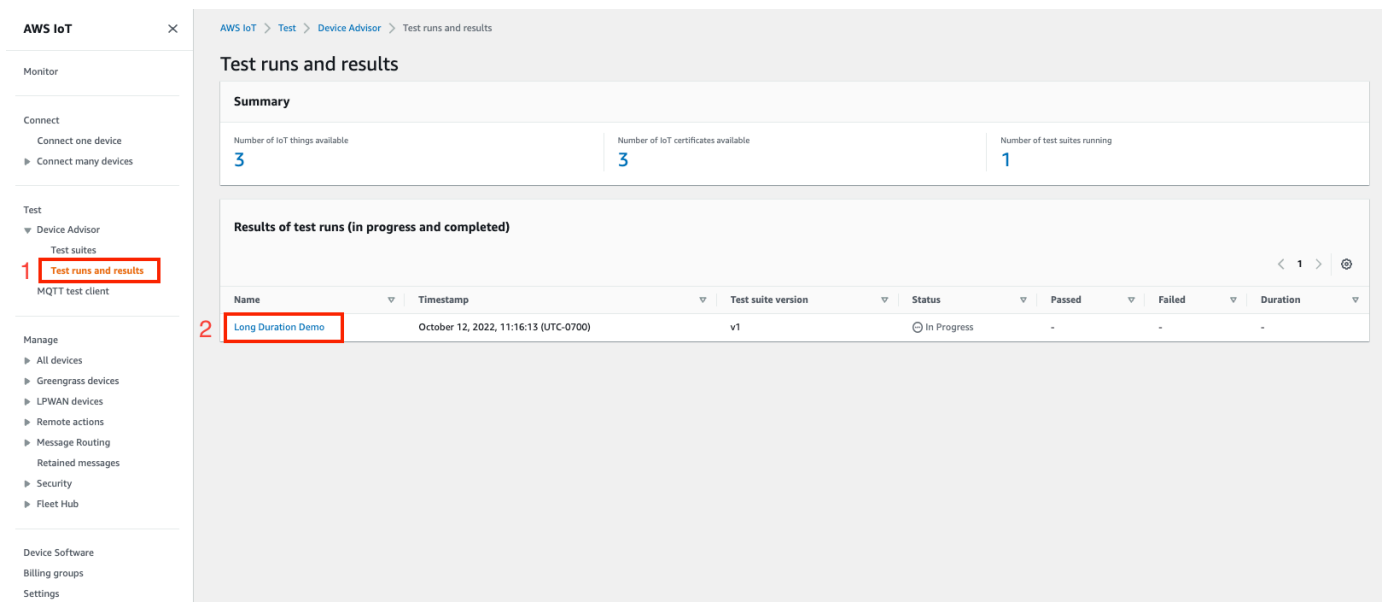 AWS IoT
Monitor
Connect
Connect one device
Connect many devices
Test
Device Advisor
Test suites
1 Test runs and results
MQTT test client
Manage
All devices
Greengrass devices
LPWAN devices
Remote actions
Message Routing
Retained messages
Security
Fleet Hub
Device Software
Billing groups
Settings
AWS IoT > Test > Device Advisor > Test runs and results
Test runs and results
Summary
Number of IoT things available
3
Number of IoT certificates available
3
Number of test suites running
1
Results of test runs (in progress and completed)
< 1 >
Name Timestamp Test suite version Status Passed Failed Duration
2 Long Duration Demo October 12, 2022, 11:16:13 (UTC-0700) v1 In Progress - - -